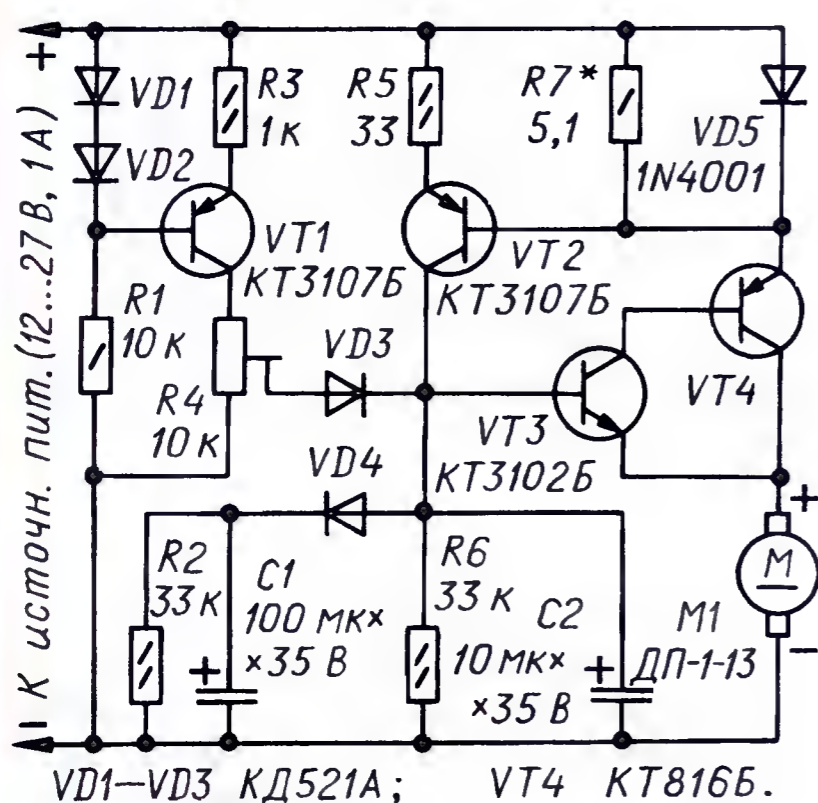 +
К источн. пит. (12...27 В, 1 А)
VD1
VD2
R3
1 к
R5
33
R7*
5,1
VD5
1N4001
VT1
КТ3107Б
VT2
КТ3107Б
R1
10 к
R4
10 к
VD3
VT3
КТ3102Б
VT4
VD4
R2
33 к
C1
100 мк×
×35 В
+
R6
33 к
C2
10 мк×
×35 В
+
M1
ДП-1-13
+
М
−
−
VD1—VD3 КД521А; VT4 КТ816Б.